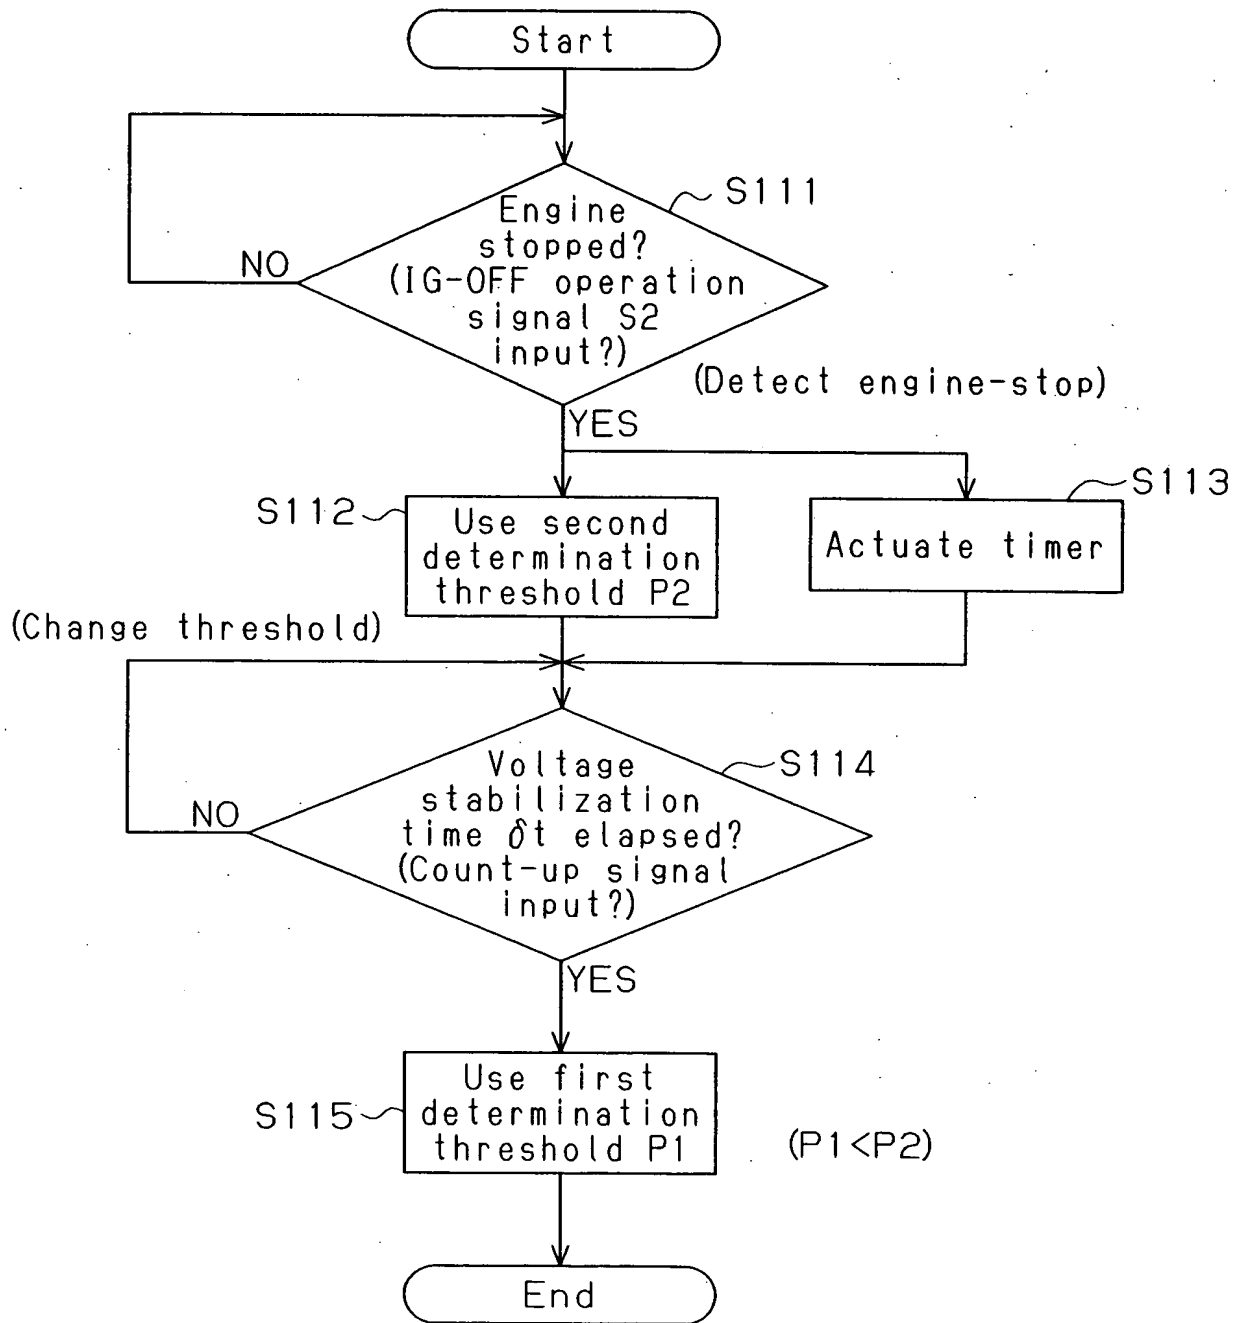 Start
S111
Engine
stopped?
(IG-OFF operation
signal S2
input?)
NO
(Detect engine-stop)
YES
S112
Use second
determination
threshold P2
S113
Actuate timer
(Change threshold)
S114
Voltage
stabilization
time δt elapsed?
(Count-up signal
input?)
NO
YES
S115
Use first
determination
threshold P1
(P1<P2)
End